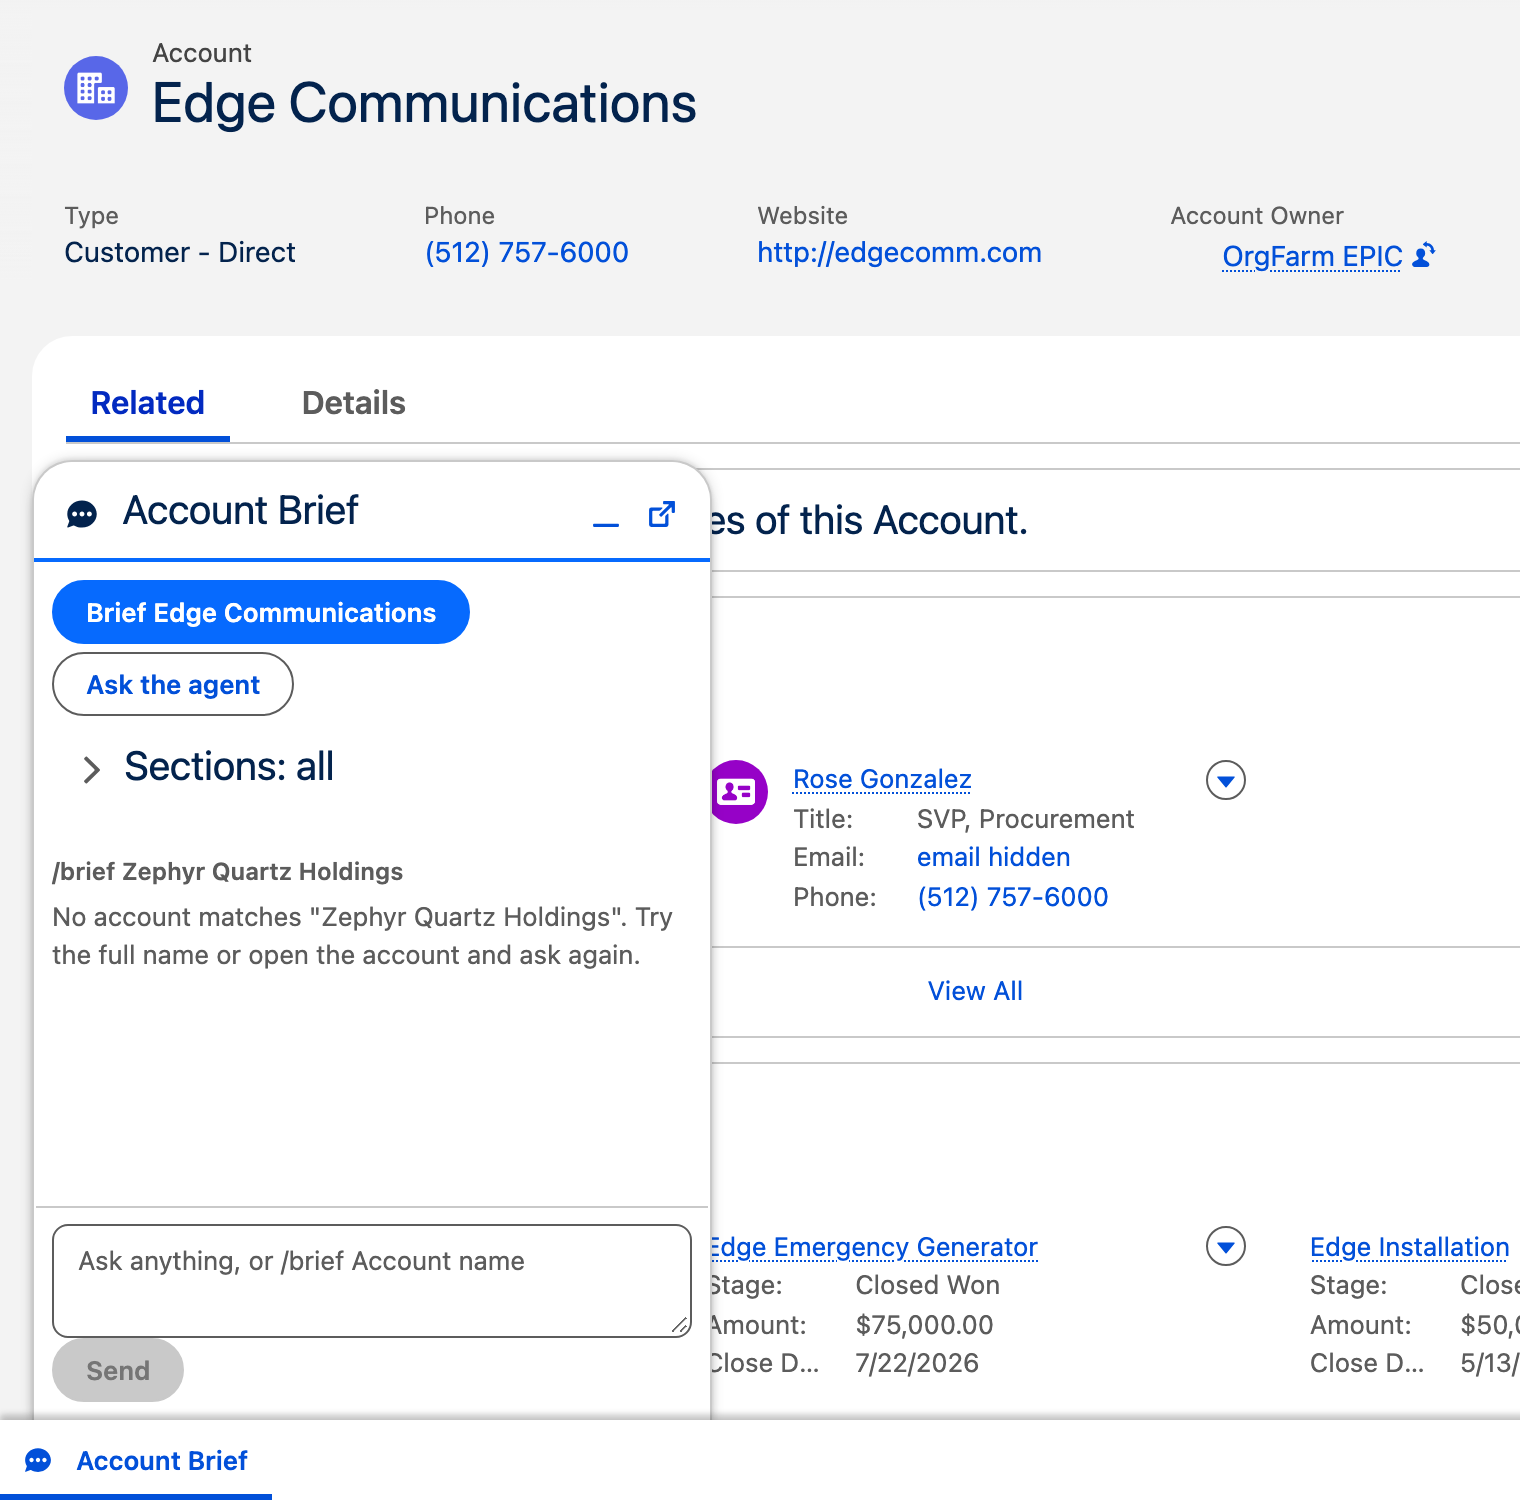 Account
Edge Communications
Type
Customer - Direct
Phone
(512) 757-6000
Website
http://edgecomm.com
Account Owner
OrgFarm EPIC
Related
Details
Account Brief
es of this Account.
Brief Edge Communications
Ask the agent
Sections: all
/brief Zephyr Quartz Holdings
No account matches "Zephyr Quartz Holdings". Try
the full name or open the account and ask again.
Rose Gonzalez
Title: SVP, Procurement
Email: email hidden
Phone: (512) 757-6000
View All
Ask anything, or /brief Account name
Send
Edge Emergency Generator
Stage: Closed Won
Amount: $75,000.00
Close D... 7/22/2026
Edge Installation
Stage: Close
Amount: $50,0
Close D... 5/13/
Account Brief